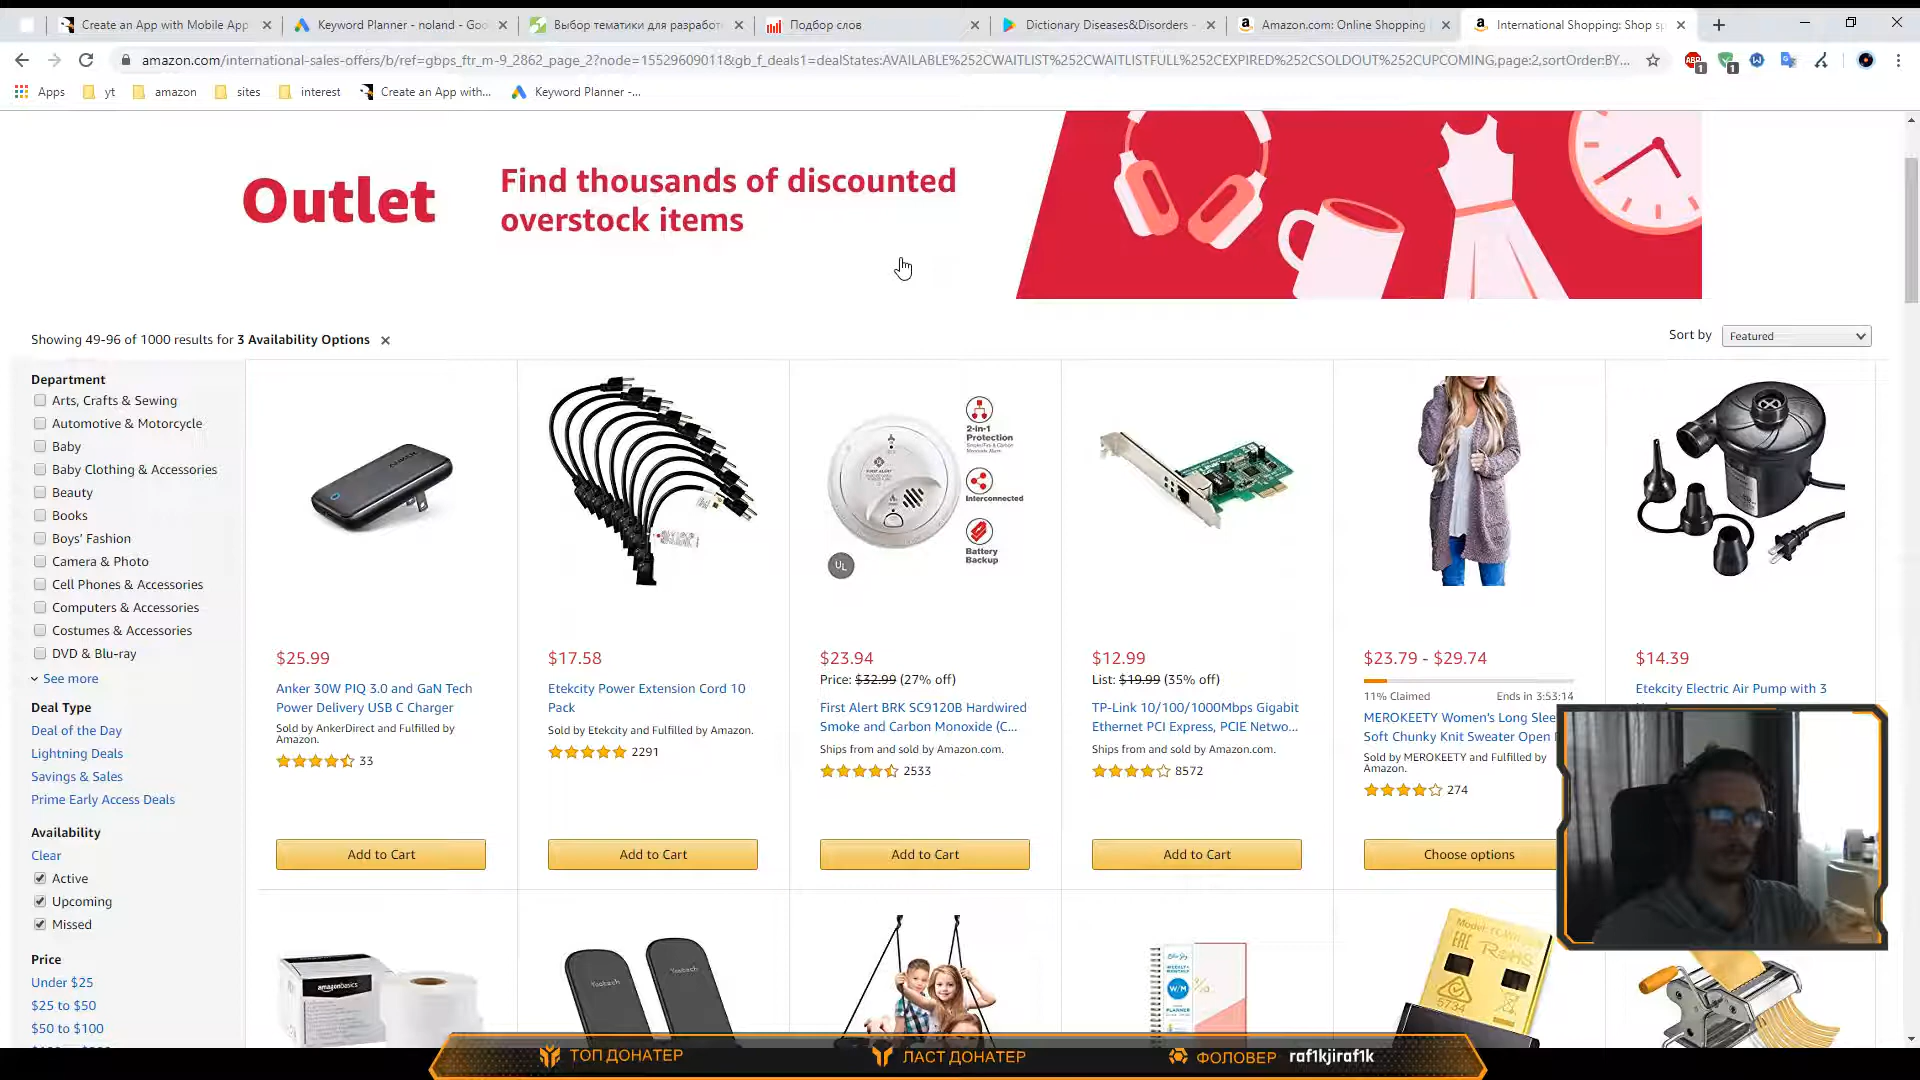 Create an App with Mobile App
Keyword Planner - noland - Goo
Выбор тематики для разработ
Подбор слов
Dictionary Diseases&Disorders -
Amazon.com: Online Shopping
International Shopping: Shop sp
amazon.com/international-sales-offers/b/ref=gbps_ftr_m-9_2862_page_2?node=15529609011&gb_f_deals1=dealStates:AVAILABLE%252CWAITLIST%252CWAITLISTFULL%252CEXPIRED%252CSOLDOUT%252CUPCOMING,page:2,sortOrder:BY...
ABP 1 1
Apps
yt
amazon
sites
interest
Create an App with...
Keyword Planner -...
Outlet
Find thousands of discounted
overstock items
Showing 49-96 of 1000 results for 3 Availability Options
Sort by
Featured
Department
Arts, Crafts & Sewing
Automotive & Motorcycle
Baby
Baby Clothing & Accessories
Beauty
Books
Boys' Fashion
Camera & Photo
Cell Phones & Accessories
Computers & Accessories
Costumes & Accessories
DVD & Blu-ray
See more
Deal Type
Deal of the Day
Lightning Deals
Savings & Sales
Prime Early Access Deals
Availability
Clear
Active
Upcoming
Missed
Price
Under $25
$25 to $50
$50 to $100
ANKER
$25.99
Anker 30W PIQ 3.0 and GaN Tech
Power Delivery USB C Charger
Sold by AnkerDirect and Fulfilled by
Amazon.
33
Add to Cart
$17.58
Etekcity Power Extension Cord 10
Pack
Sold by Etekcity and Fulfilled by Amazon.
2291
Add to Cart
2-in-1
Protection
Interconnected
Battery
Backup
UL
$23.94
Price: $32.99 (27% off)
First Alert BRK SC9120B Hardwired
Smoke and Carbon Monoxide (C...
Ships from and sold by Amazon.com.
2533
Add to Cart
$12.99
List: $19.99 (35% off)
TP-Link 10/100/1000Mbps Gigabit
Ethernet PCI Express, PCIE Netwo...
Ships from and sold by Amazon.com.
8572
Add to Cart
$23.79 - $29.74
11% Claimed
Ends in 3:53:14
MEROKEETY Women's Long Slee
Soft Chunky Knit Sweater Open
Sold by MEROKEETY and Fulfilled by
Amazon.
274
Choose options
$14.39
Etekcity Electric Air Pump with 3
amazonbasics
Yootech
Yootech
W/M
PLANNER
EAC
RoHS
5734
ТОП ДОНАТЕР
ЛАСТ ДОНАТЕР
ФОЛОВЕР raf1kjiraf1k